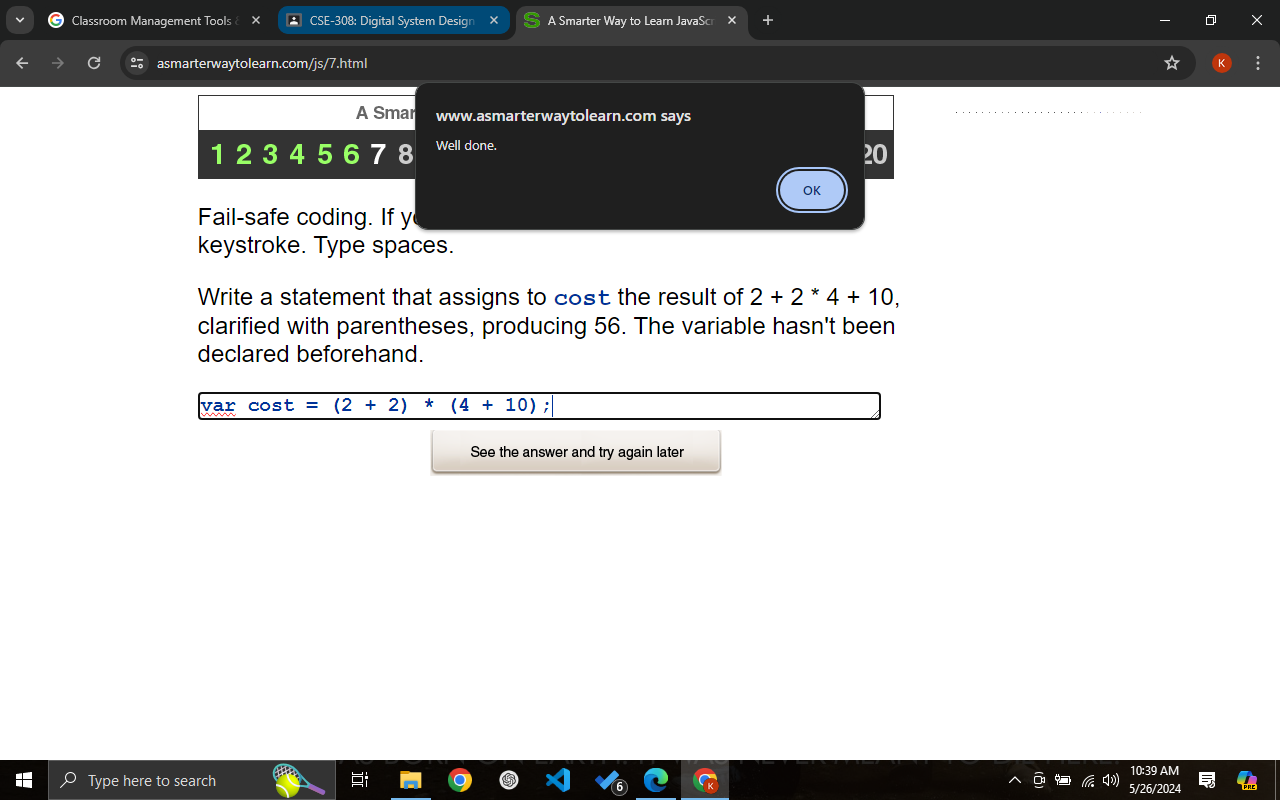 Classroom Management Tools &
CSE-308: Digital System Design
A Smarter Way to Learn JavaScr
asmarterwaytolearn.com/js/7.html
K
www.asmarterwaytolearn.com says
Well done.
OK
A Smar
1 2 3 4 5 6 7 8 20
Fail-safe coding. If yo
keystroke. Type spaces.
Write a statement that assigns to cost the result of 2 + 2 * 4 + 10,
clarified with parentheses, producing 56. The variable hasn't been
declared beforehand.
var cost = (2 + 2) * (4 + 10);
See the answer and try again later
Type here to search
6
K
10:39 AM
5/26/2024
PRE